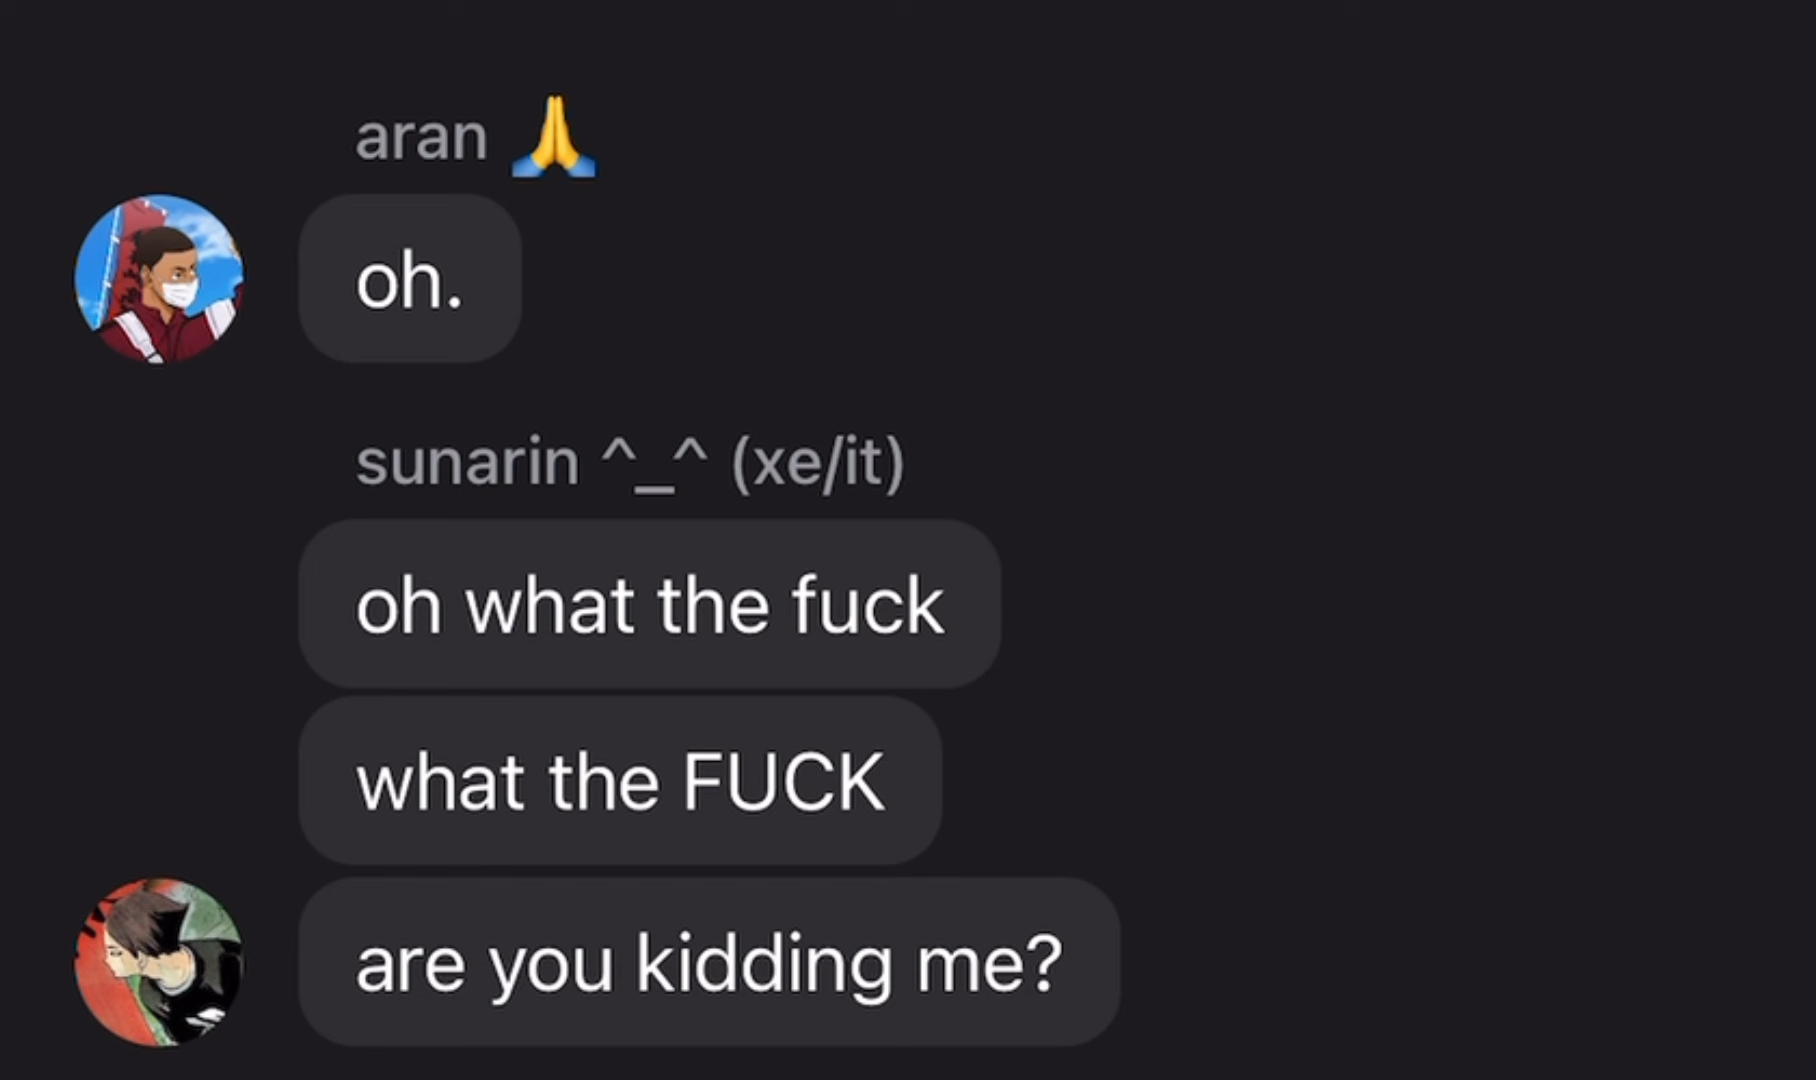 aran 🙏
oh.
sunarin ^_^ (xe/it)
oh what the fuck
what the FUCK
are you kidding me?